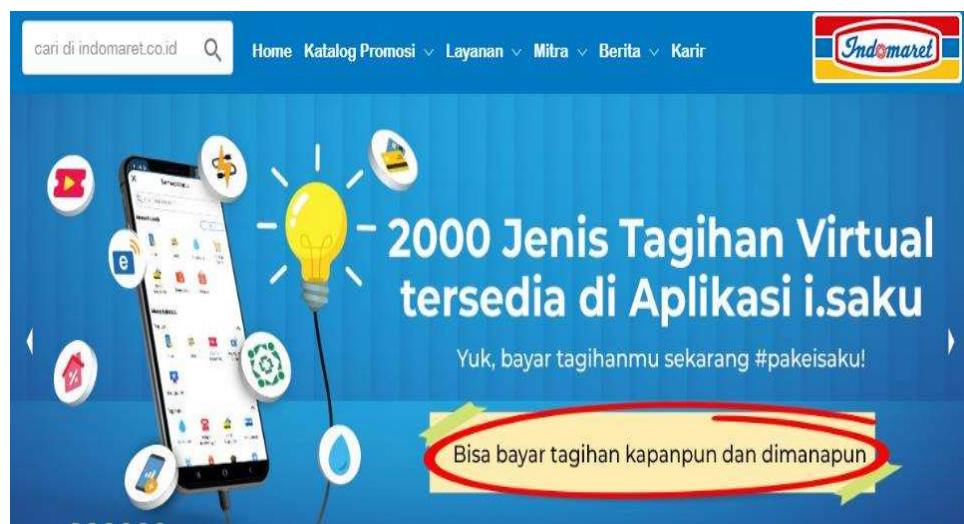 cari di indomaret.co.id
Home Katalog Promosi Layanan Mitra Berita Karir
Indomaret
2000 Jenis Tagihan Virtual
tersedia di Aplikasi i.saku
Yuk, bayar tagihanmu sekarang #pakeisaku!
Bisa bayar tagihan kapanpun dan dimanapun
e
%